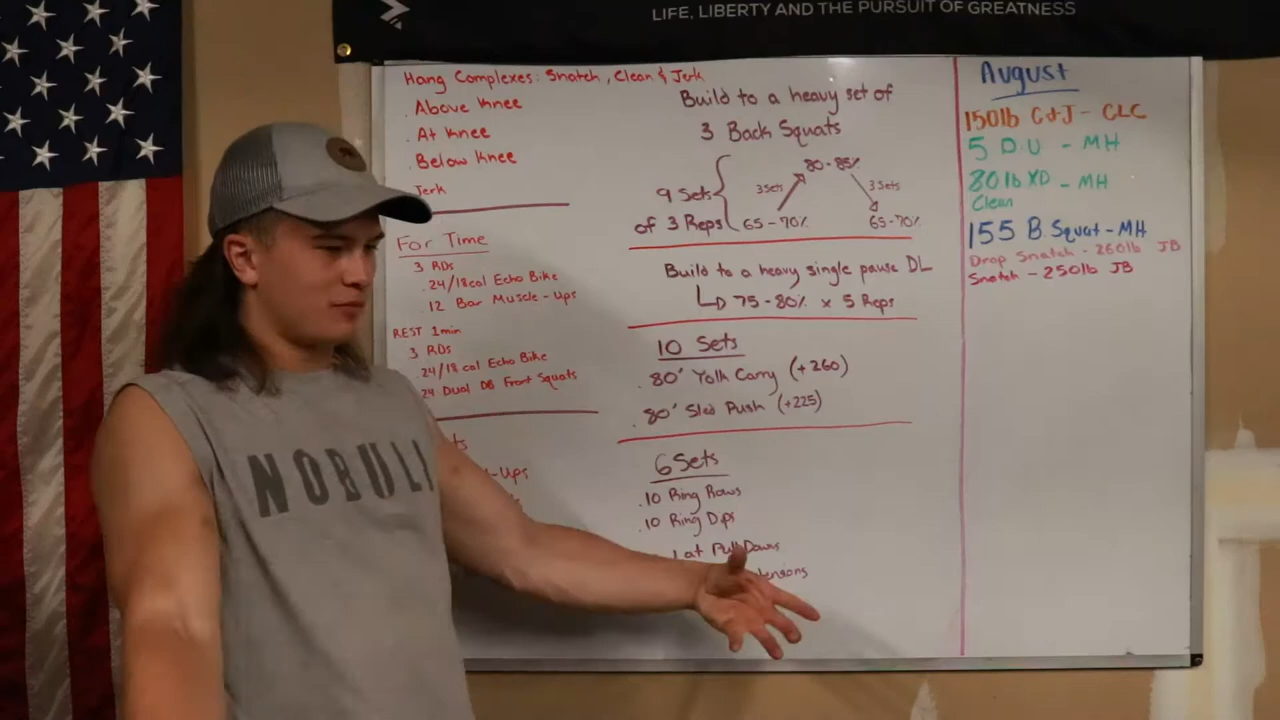 LIFE, LIBERTY AND THE PURSUIT OF GREATNESS
Hang Complexes: Snatch, Clean & Jerk
. Above Knee
. At Knee
. Below Knee
Jerk
For Time
3 RDs
. 24/18cal Echo Bike
. 12 Bar Muscle-Ups
REST 1min
3 RDs
. 24/18 cal Echo Bike
. 24 Dual DB Front Squats
-Ups
Build to a heavy set of
3 Back Squats
9 Sets
of 3 Reps
80-85%
3 Sets
3 Sets
65-70%
65-70%
Build to a heavy single pause DL
75-80% x 5 Reps
10 Sets
. 80' Yolk Carry (+260)
. 80' Sled Push (+225)
6 Sets
. 10 Ring Rows
. 10 Ring Dips
Lat Pull Downs
NOBULL
August
150lb C&J - CLC
5 DU - MH
80lb XD - MH
Clean
155 B. Squat - MH
Drop Snatch - 260lb JB
Snatch - 250lb JB